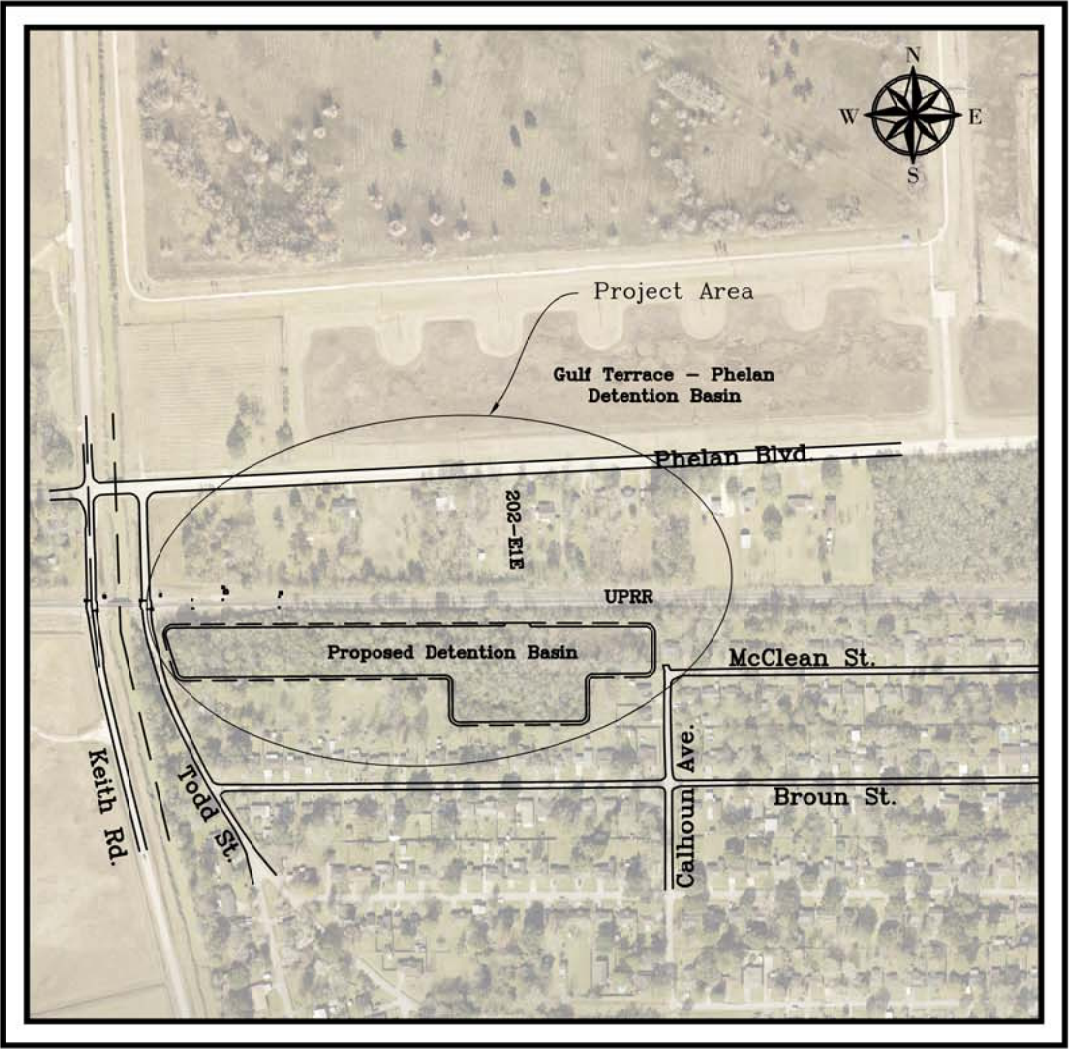 N
W E
S
Project Area
Gulf Terrace - Phelan
Detention Basin
Phelan Blvd.
202-E1E
UPRR
Proposed Detention Basin
McClean St.
Keith Rd.
Todd St.
Calhoun Ave.
Broun St.